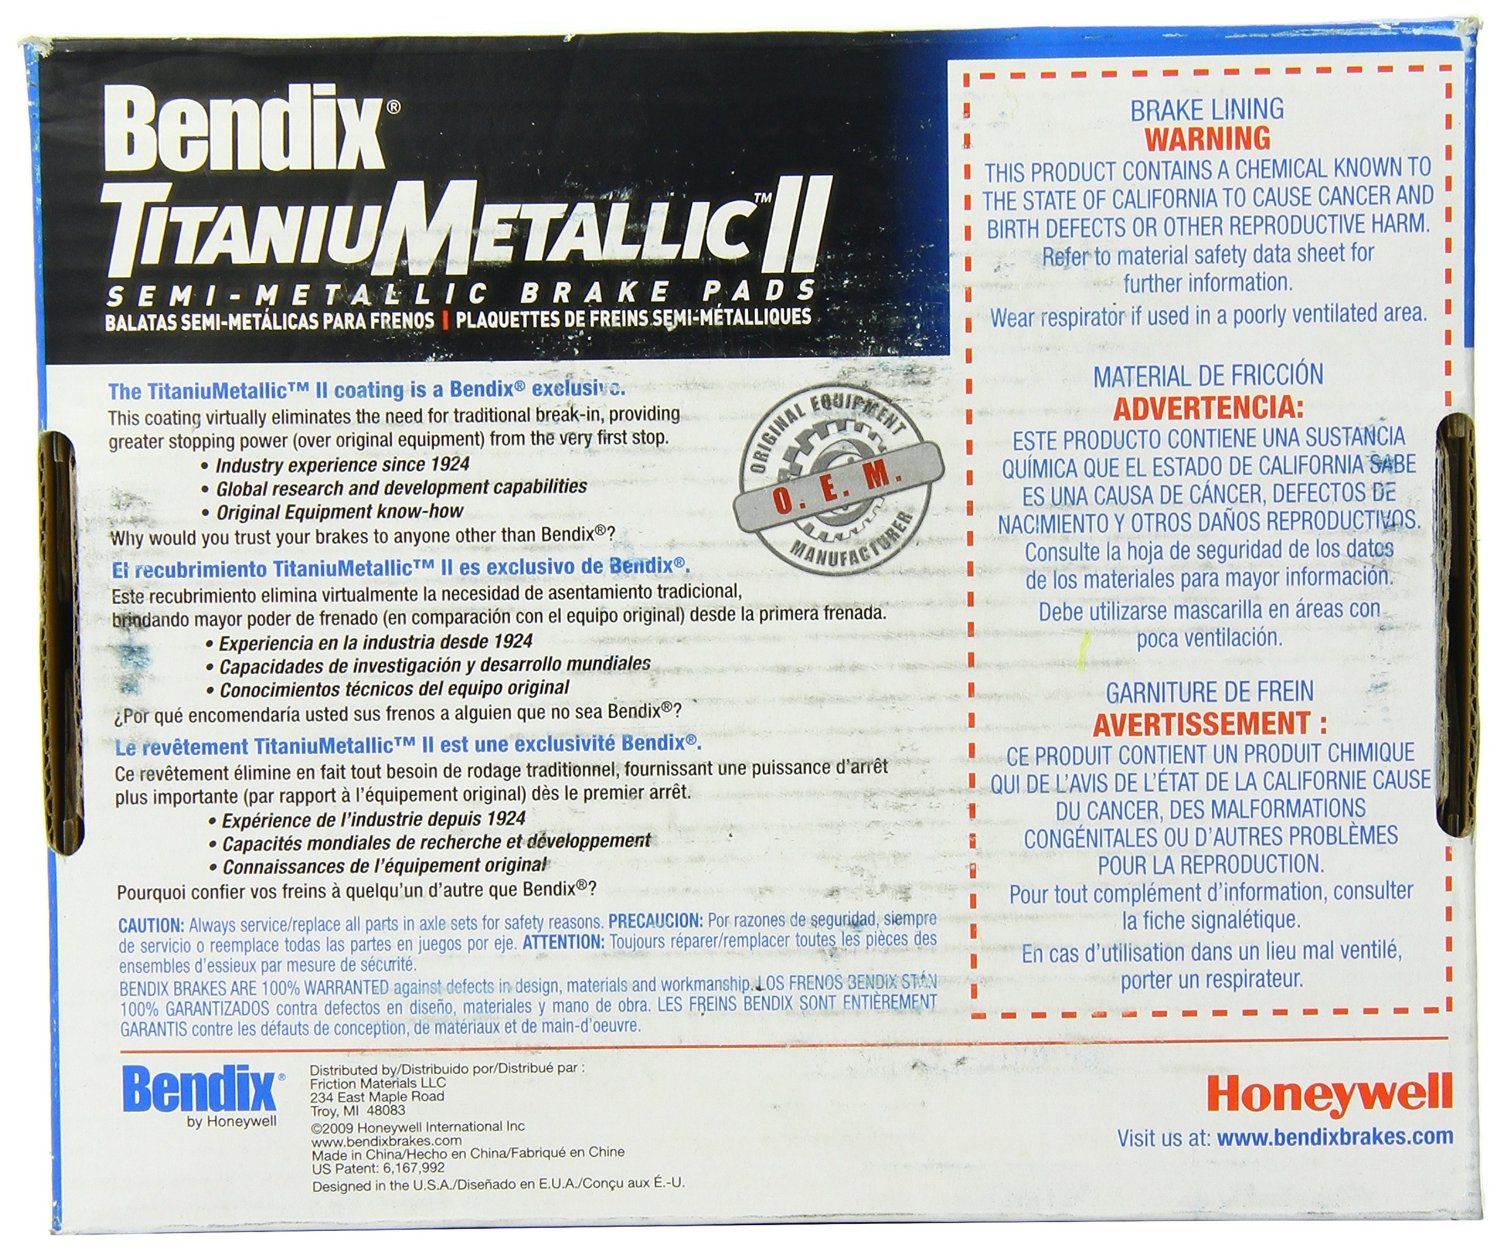 Bendix®
TITANIUMETALLIC™ II
SEMI-METALLIC BRAKE PADS
BALATAS SEMI-METÁLICAS PARA FRENOS | PLAQUETTES DE FREINS SEMI-MÉTALLIQUES
The TitaniuMetallic™ II coating is a Bendix® exclusive.
This coating virtually eliminates the need for traditional break-in, providing
greater stopping power (over original equipment) from the very first stop.
• Industry experience since 1924
• Global research and development capabilities
• Original Equipment know-how
Why would you trust your brakes to anyone other than Bendix®?
ORIGINAL EQUIPMENT
O. E. M.
MANUFACTURER
El recubrimiento TitaniuMetallic™ II es exclusivo de Bendix®.
Este recubrimiento elimina virtualmente la necesidad de asentamiento tradicional,
brindando mayor poder de frenado (en comparación con el equipo original) desde la primera frenada.
• Experiencia en la industria desde 1924
• Capacidades de investigación y desarrollo mundiales
• Conocimientos técnicos del equipo original
¿Por qué encomendaría usted sus frenos a alguien que no sea Bendix®?
Le revêtement TitaniuMetallic™ II est une exclusivité Bendix®.
Ce revêtement élimine en fait tout besoin de rodage traditionnel, fournissant une puissance d'arrêt
plus importante (par rapport à l'équipement original) dès le premier arrêt.
• Expérience de l'industrie depuis 1924
• Capacités mondiales de recherche et développement
• Connaissances de l'équipement original
Pourquoi confier vos freins à quelqu'un d'autre que Bendix®?
CAUTION: Always service/replace all parts in axle sets for safety reasons. PRECAUCION: Por razones de seguridad, siempre
de servicio o reemplace todas las partes en juegos por eje. ATTENTION: Toujours réparer/remplacer toutes les pièces des
ensembles d'essieux par mesure de sécurité.
BENDIX BRAKES ARE 100% WARRANTED against defects in design, materials and workmanship. LOS FRENOS BENDIX STÁN
100% GARANTIZADOS contra defectos en diseño, materiales y mano de obra. LES FREINS BENDIX SONT ENTIÈREMENT
GARANTIS contre les défauts de conception, de matériaux et de main-d'oeuvre.
BRAKE LINING
WARNING
THIS PRODUCT CONTAINS A CHEMICAL KNOWN TO
THE STATE OF CALIFORNIA TO CAUSE CANCER AND
BIRTH DEFECTS OR OTHER REPRODUCTIVE HARM.
Refer to material safety data sheet for
further information.
Wear respirator if used in a poorly ventilated area.
MATERIAL DE FRICCIÓN
ADVERTENCIA:
ESTE PRODUCTO CONTIENE UNA SUSTANCIA
QUÍMICA QUE EL ESTADO DE CALIFORNIA SABE
ES UNA CAUSA DE CÁNCER, DEFECTOS DE
NACIMIENTO Y OTROS DAÑOS REPRODUCTIVOS.
Consulte la hoja de seguridad de los datos
de los materiales para mayor información.
Debe utilizarse mascarilla en áreas con
poca ventilación.
GARNITURE DE FREIN
AVERTISSEMENT :
CE PRODUIT CONTIENT UN PRODUIT CHIMIQUE
QUI DE L'AVIS DE L'ÉTAT DE LA CALIFORNIE CAUSE
DU CANCER, DES MALFORMATIONS
CONGÉNITALES OU D'AUTRES PROBLÈMES
POUR LA REPRODUCTION.
Pour tout complément d'information, consulter
la fiche signalétique.
En cas d'utilisation dans un lieu mal ventilé,
porter un respirateur.
Bendix®
by Honeywell
Distributed by/Distribuido por/Distribué par :
Friction Materials LLC
234 East Maple Road
Troy, MI 48083
©2009 Honeywell International Inc
www.bendixbrakes.com
Made in China/Hecho en China/Fabriqué en Chine
US Patent: 6,167,992
Designed in the U.S.A./Diseñado en E.U.A./Conçu aux É.-U.
Honeywell
Visit us at: www.bendixbrakes.com